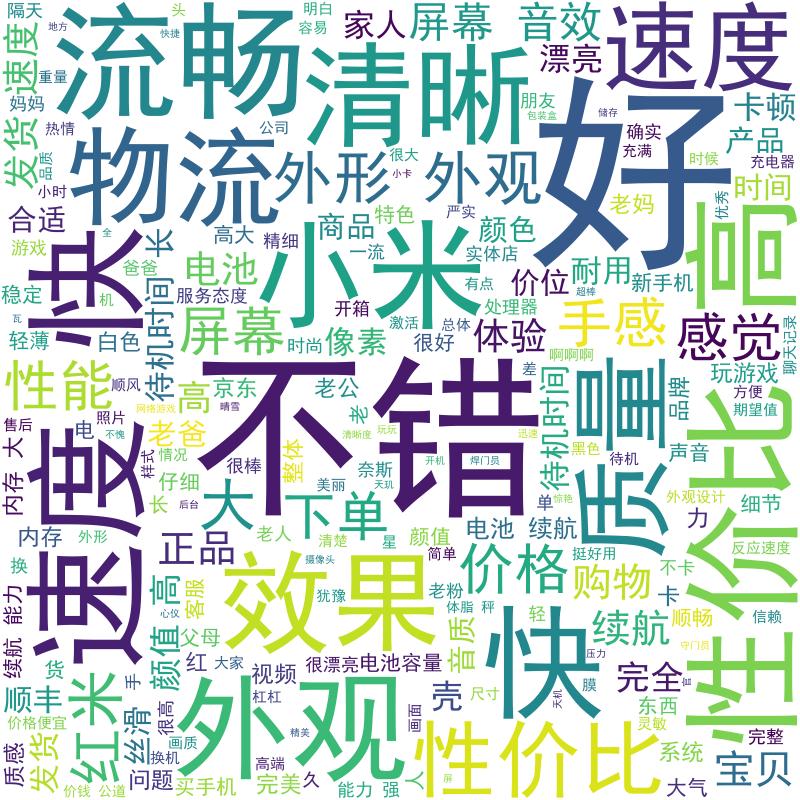 隔天
头
地方
快捷
明白
容易
家人
屏幕
音效
速度
流畅
清晰
漂亮
速度
重量
妈妈
发货
热情
品质
小时
物流
公司
外形
很大
小卡
外观
朋友
包装盒
储存
确实
充满
卡顿
产品
时候
充电器
好
老妈
优秀
时间
合适
游戏
全
快
长
高大
精细
商品
特色
严实
颜色
一流
实体店
高
稳定
爸爸
机
瓦
待机时间
电池
服务态度
小米
有点
价位
耐用
新手机
超棒
开箱
激活
总体
处理器
轻薄
白色
屏幕
时尚
像素
很好
体验
手感
感觉
啊啊啊
聊天记录
性能
顺风
高
京东
老公
不错
差
玩游戏
方便
期望值
品牌
待机时间
质量
性价比
售后
照片
网络游戏
晴雪
老
清晰度
玩玩
迅速
黑色
内存
大
电
不愧
老爸
很棒
整体
美丽
奈斯
天玑
开机
焊门员
待机
声音
速度
样式
情况
仔细
长
后台
大
下单
单
惊艳
外观设计
细节
力
内存
外形
正品
老人
清楚
星
颜值
电池
续航
挺好用
反应速度
换
能力
高
客服
效果
摄像头
犹豫
简单
价格
老粉
体脂
秤
购物
不卡
卡
信赖
续航
颜值
心仪
父母
音质
轻
快
续航
顺畅
守门员
货
红
大家
视频
很漂亮
电池容量
压力
完全
官
顺丰
红米
手
丝滑
很高
杠杠
外观
画面
壳
尺寸
天机
膜
东西
灵敏
价格便宜
质感
发货
画质
换机
精美
性价比
系统
完整
宝贝
问题
高端
完美
久
人
屏
价钱
公道
买手机
能力
强
大气